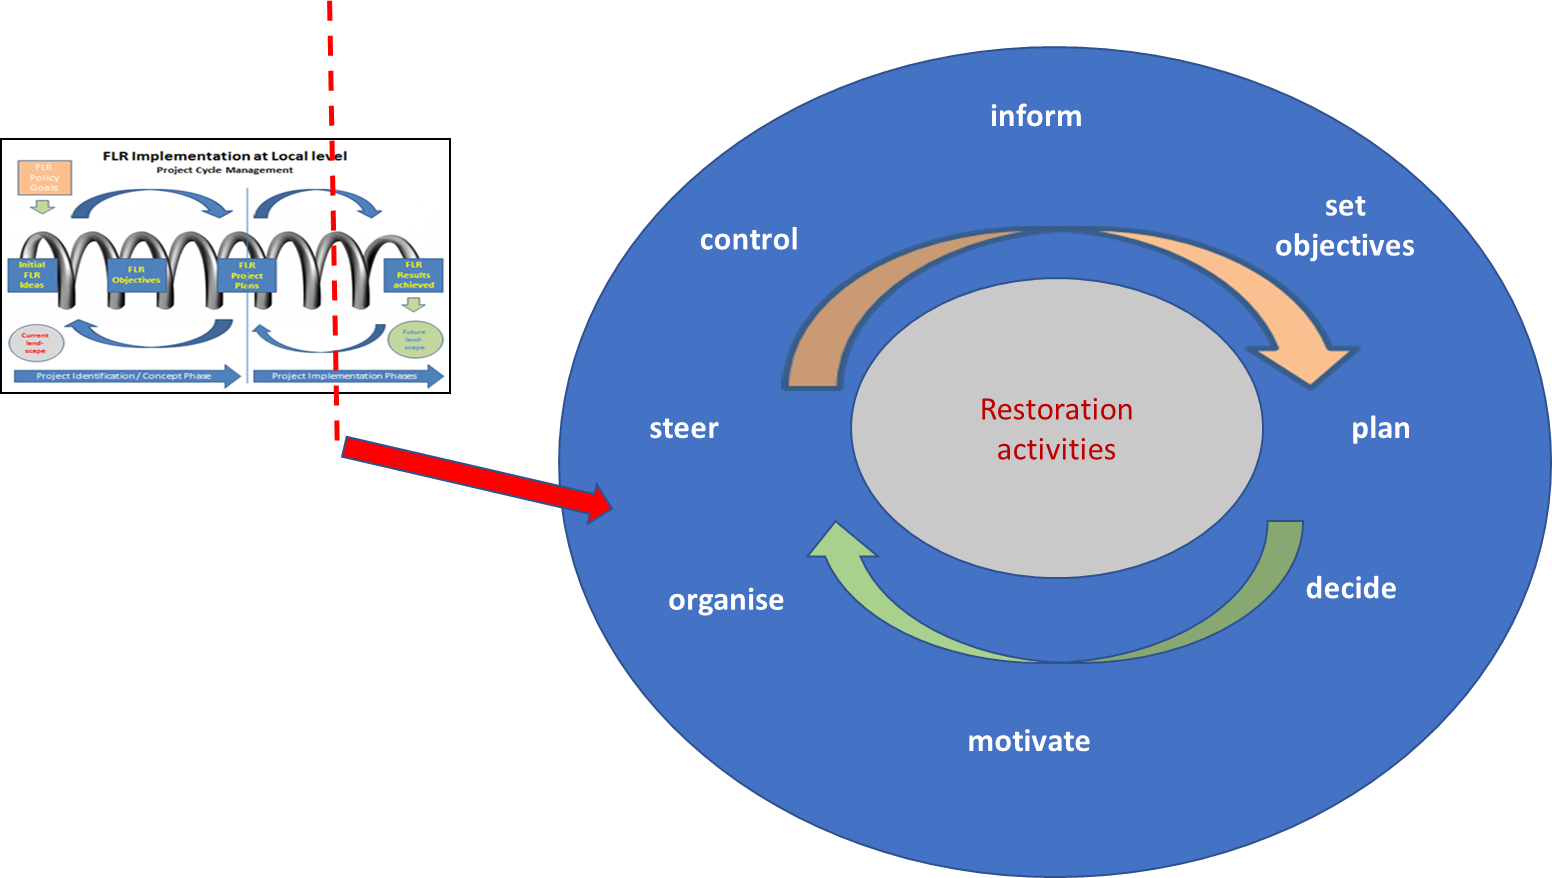 FLR Implementation at Local level
Project Cycle Management
FLR
Policy
Goals
Initial
FLR
Ideas
FLR
Objectives
FLR
Project
Plans
FLR
Results
achieved
Current
land-
scape
Future
land-
scape
Project Identification / Concept Phase
Project Implementation Phases
inform
set
objectives
control
plan
steer
Restoration
activities
decide
organise
motivate